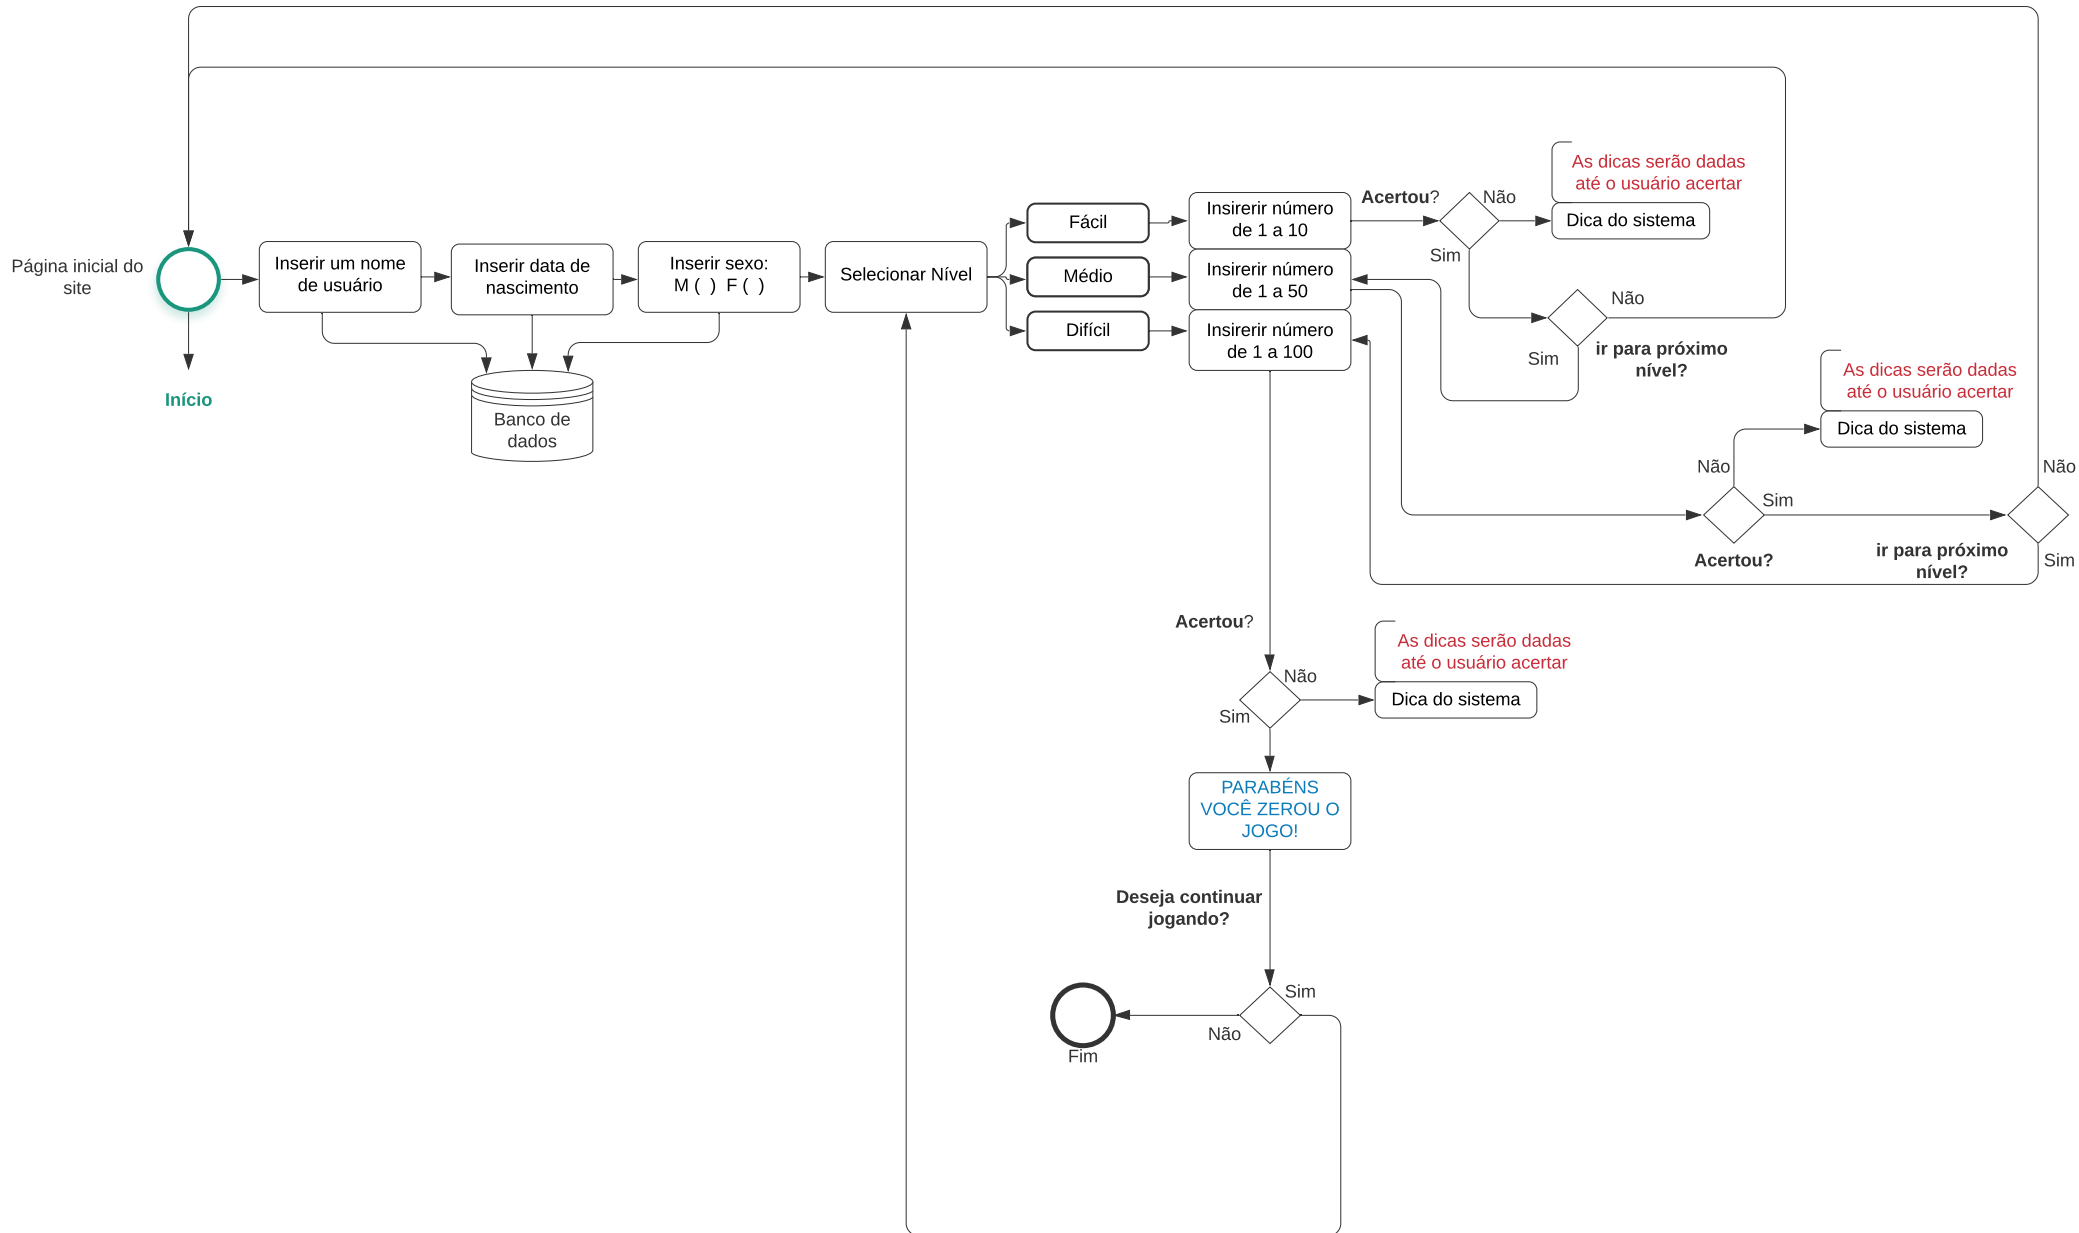 Página inicial do
site
Início
Inserir um nome
de usuário
Inserir data de
nascimento
Inserir sexo:
M (  )  F (  )
Banco de
dados
Selecionar Nível
Fácil
Médio
Difícil
Insirerir número
de 1 a 10
Insirerir número
de 1 a 50
Insirerir número
de 1 a 100
Acertou?
Não
Sim
As dicas serão dadas
até o usuário acertar
Dica do sistema
Não
Sim
ir para próximo
nível?
As dicas serão dadas
até o usuário acertar
Dica do sistema
Não
Sim
Acertou?
Não
Sim
ir para próximo
nível?
Acertou?
Não
Sim
As dicas serão dadas
até o usuário acertar
Dica do sistema
PARABÉNS
VOCÊ ZEROU O
JOGO!
Deseja continuar
jogando?
Sim
Não
Fim